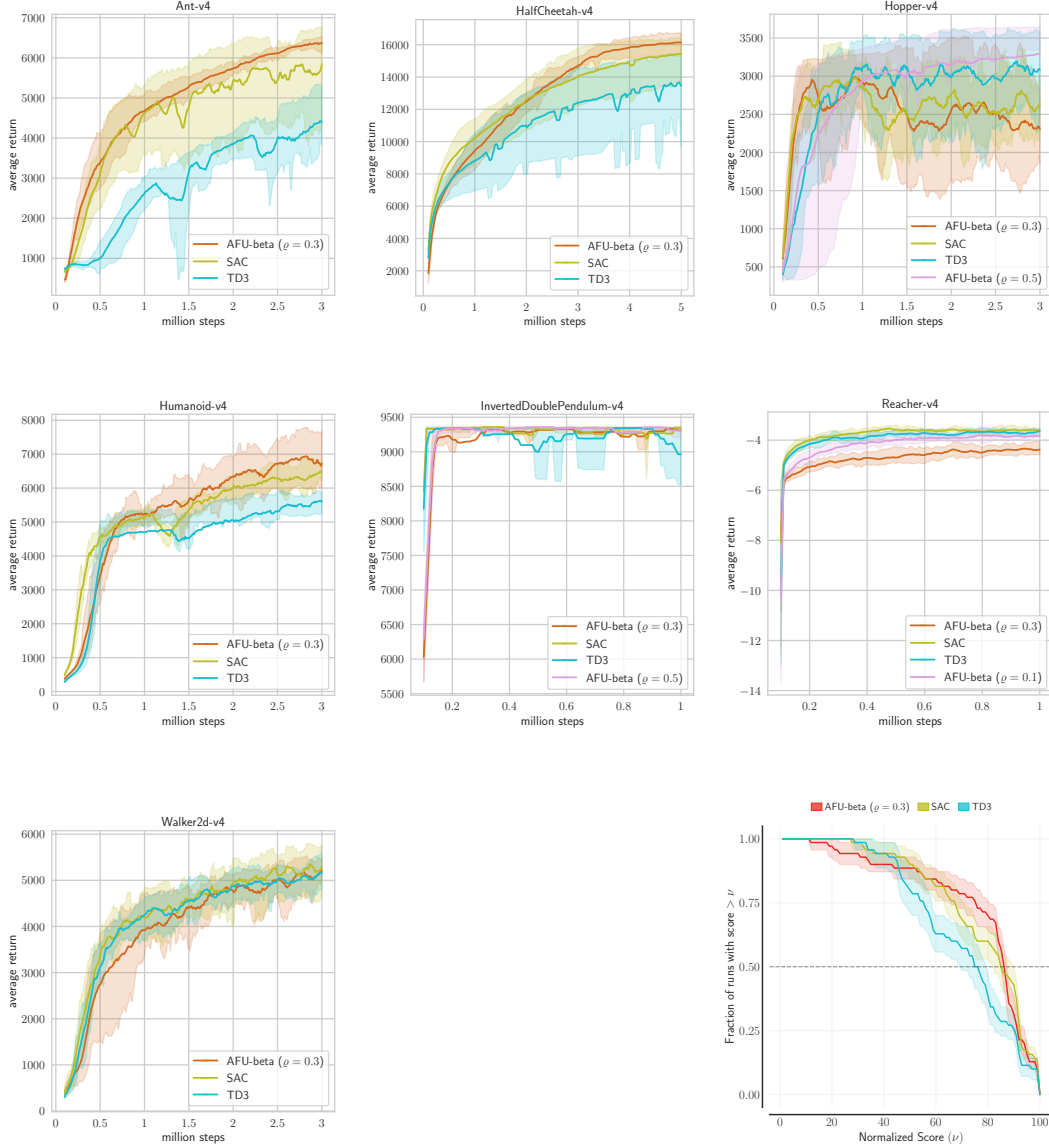 Ant-v4
7000
6000
5000
4000
3000
2000
1000
average return
0
0.5
1
1.5
2
2.5
3
million steps
AFU-beta (ϱ = 0.3)
SAC
TD3
HalfCheetah-v4
16000
14000
12000
10000
8000
6000
4000
2000
average return
0
1
2
3
4
5
million steps
AFU-beta (ϱ = 0.3)
SAC
TD3
Hopper-v4
3500
3000
2500
2000
1500
1000
500
average return
0
0.5
1
1.5
2
2.5
3
million steps
AFU-beta (ϱ = 0.3)
SAC
TD3
AFU-beta (ϱ = 0.5)
Humanoid-v4
8000
7000
6000
5000
4000
3000
2000
1000
0
average return
0
0.5
1
1.5
2
2.5
3
million steps
AFU-beta (ϱ = 0.3)
SAC
TD3
InvertedDoublePendulum-v4
9500
9000
8500
8000
7500
7000
6500
6000
5500
average return
0.2
0.4
0.6
0.8
1
million steps
AFU-beta (ϱ = 0.3)
SAC
TD3
AFU-beta (ϱ = 0.5)
Reacher-v4
−4
−6
−8
−10
−12
−14
average return
0.2
0.4
0.6
0.8
1
million steps
AFU-beta (ϱ = 0.3)
SAC
TD3
AFU-beta (ϱ = 0.1)
Walker2d-v4
6000
5000
4000
3000
2000
1000
0
average return
0
0.5
1
1.5
2
2.5
3
million steps
AFU-beta (ϱ = 0.3)
SAC
TD3
AFU-beta (ϱ = 0.3) SAC TD3
1.00
0.75
0.50
0.25
0.00
Fraction of runs with score > ν
0
20
40
60
80
100
Normalized Score (ν)